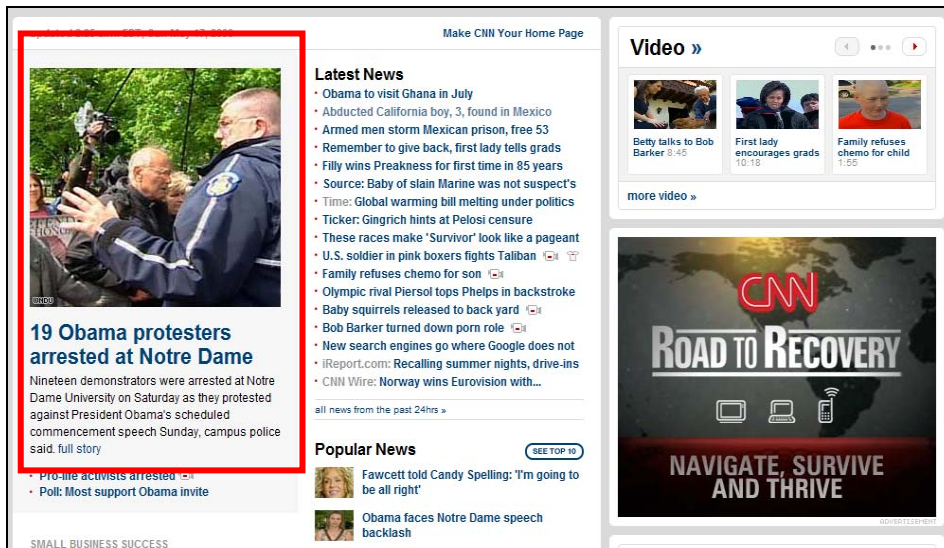 Make CNN Your Home Page
19 Obama protesters
arrested at Notre Dame
Nineteen demonstrators were arrested at Notre
Dame University on Saturday as they protested
against President Obama's scheduled
commencement speech Sunday, campus police
said. full story
• Pro-life activists arrested
• Poll: Most support Obama invite
SMALL BUSINESS SUCCESS
Latest News
• Obama to visit Ghana in July
• Abducted California boy, 3, found in Mexico
• Armed men storm Mexican prison, free 53
• Remember to give back, first lady tells grads
• Filly wins Preakness for first time in 85 years
• Source: Baby of slain Marine was not suspect's
• Time: Global warming bill melting under politics
• Ticker: Gingrich hints at Pelosi censure
• These races make 'Survivor' look like a pageant
• U.S. soldier in pink boxers fights Taliban
• Family refuses chemo for son
• Olympic rival Piersol tops Phelps in backstroke
• Baby squirrels released to back yard
• Bob Barker turned down porn role
• New search engines go where Google does not
• iReport.com: Recalling summer nights, drive-ins
• CNN Wire: Norway wins Eurovision with...
all news from the past 24hrs »
Popular News
SEE TOP 10
Fawcett told Candy Spelling: 'I'm going to
be all right'
Obama faces Notre Dame speech
backlash
Video »
Betty talks to Bob
Barker 8:45
First lady
encourages grads
10:18
Family refuses
chemo for child
1:55
more video »
CNN
ROAD TO RECOVERY
NAVIGATE, SURVIVE
AND THRIVE
ADVERTISEMENT